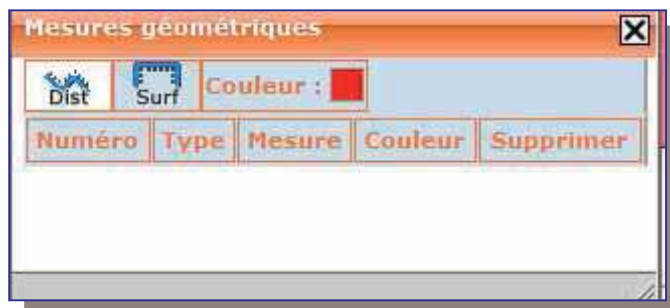 Mesures géométriques
Dist Surf Couleur :
Numéro Type Mesure Couleur Supprimer